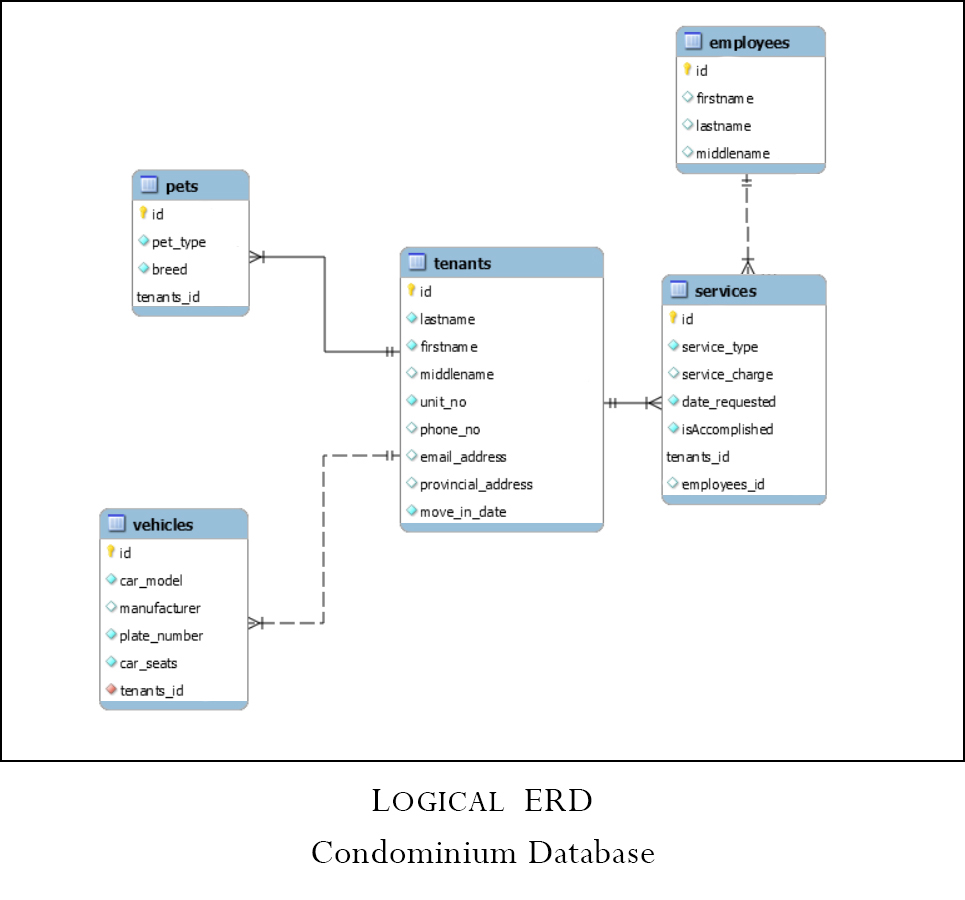 employees
id
firstname
lastname
middlename
pets
id
pet_type
breed
tenants_id
tenants
id
lastname
firstname
middlename
unit_no
phone_no
email_address
provincial_address
move_in_date
services
id
service_type
service_charge
date_requested
isAccomplished
tenants_id
employees_id
vehicles
id
car_model
manufacturer
plate_number
car_seats
tenants_id
LOGICAL ERD
Condominium Database